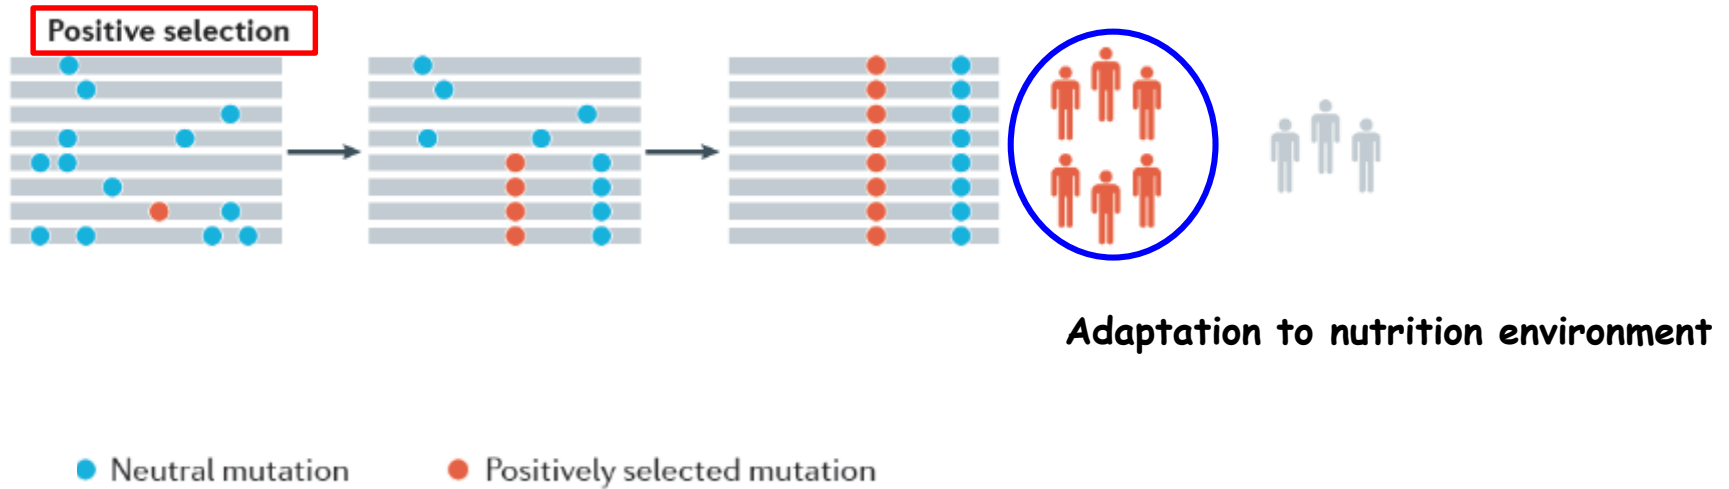 Positive selection
Adaptation to nutrition environment
Neutral mutation
Positively selected mutation